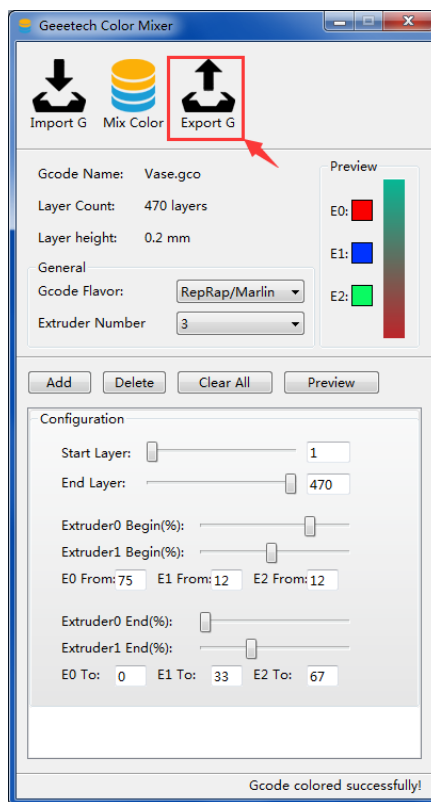 Geeetech Color Mixer
Import G Mix Color Export G
Gcode Name: Vase.gco
Layer Count: 470 layers
Layer height: 0.2 mm
General
Gcode Flavor: RepRap/Marlin
Extruder Number 3
Preview
E0:
E1:
E2:
Add Delete Clear All Preview
Configuration
Start Layer: 1
End Layer: 470
Extruder0 Begin(%):
Extruder1 Begin(%):
E0 From: 75 E1 From: 12 E2 From: 12
Extruder0 End(%):
Extruder1 End(%):
E0 To: 0 E1 To: 33 E2 To: 67
Gcode colored successfully!